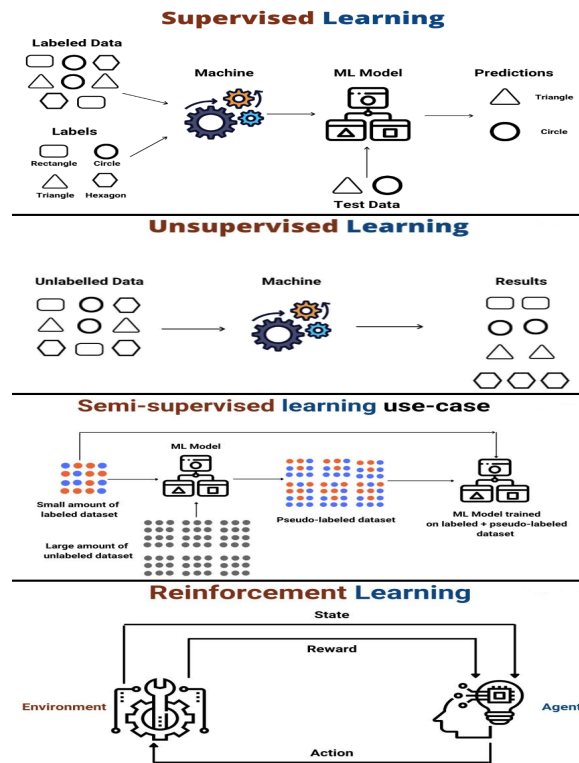 Supervised Learning
Labeled Data
Machine
ML Model
Predictions
Triangle
Circle
Labels
Rectangle
Circle
Triangle
Hexagon
Test Data
Unsupervised Learning
Unlabelled Data
Machine
Results
Semi-supervised learning use-case
ML Model
Small amount of
labeled dataset
Large amount of
unlabeled dataset
Pseudo-labeled dataset
ML Model trained
on labeled + pseudo-labeled
dataset
Reinforcement Learning
State
Reward
Environment
Agent
Action